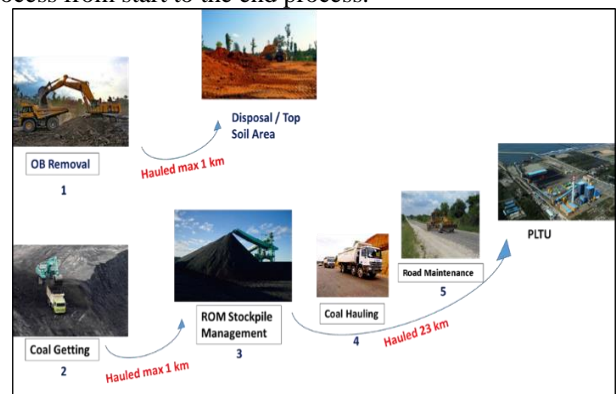 ocess from start to the end process.
OB Removal
1
Hauled max 1 km
Disposal / Top
Soil Area
Coal Getting
2
Hauled max 1 km
ROM Stockpile
Management
3
Coal Hauling
4
Road Maintenance
5
Hauled 23 km
PLTU